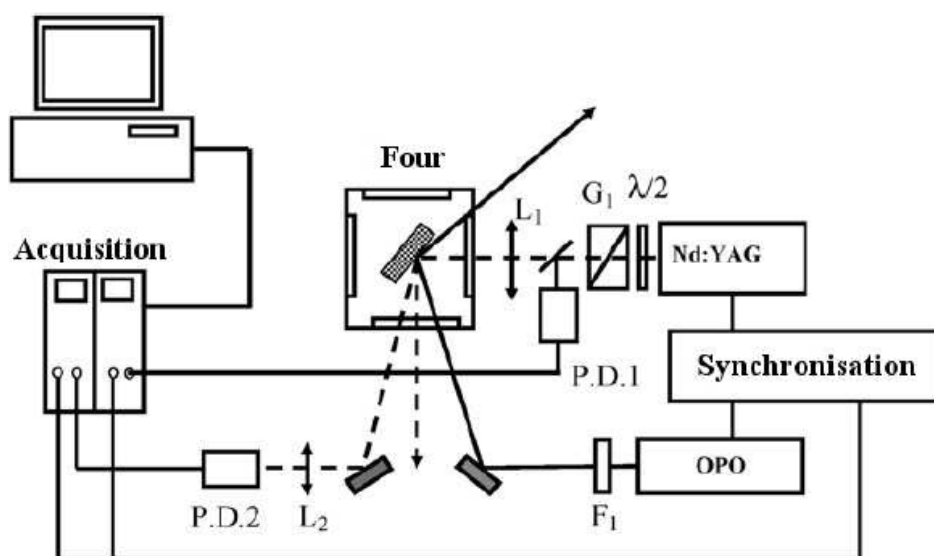 Four
G₁ λ/2
L₁
Acquisition
Nd:YAG
P.D.1
Synchronisation
OPO
P.D.2
L₂
F₁